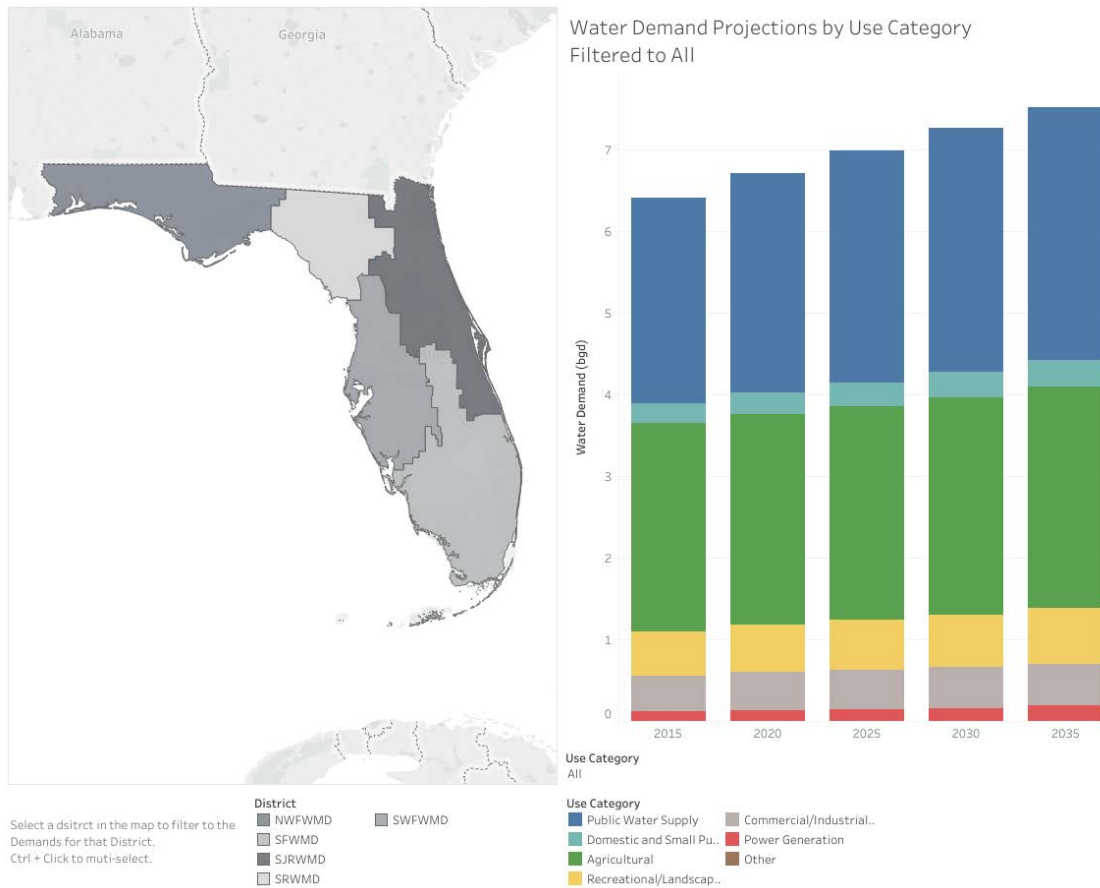 Alabama
Georgia
Water Demand Projections by Use Category
Filtered to All
Water Demand (bgd)
7
6
5
4
3
2
1
0
2015
2020
2025
2030
2035
Use Category
All
Select a dsitrct in the map to filter to the
Demands for that District.
Ctrl + Click to muti-select.
District
NWFWMD
SFWMD
SJRWMD
SRWMD
SWFWMD
Use Category
Public Water Supply
Domestic and Small Pu..
Agricultural
Recreational/Landscap..
Commercial/Industrial..
Power Generation
Other